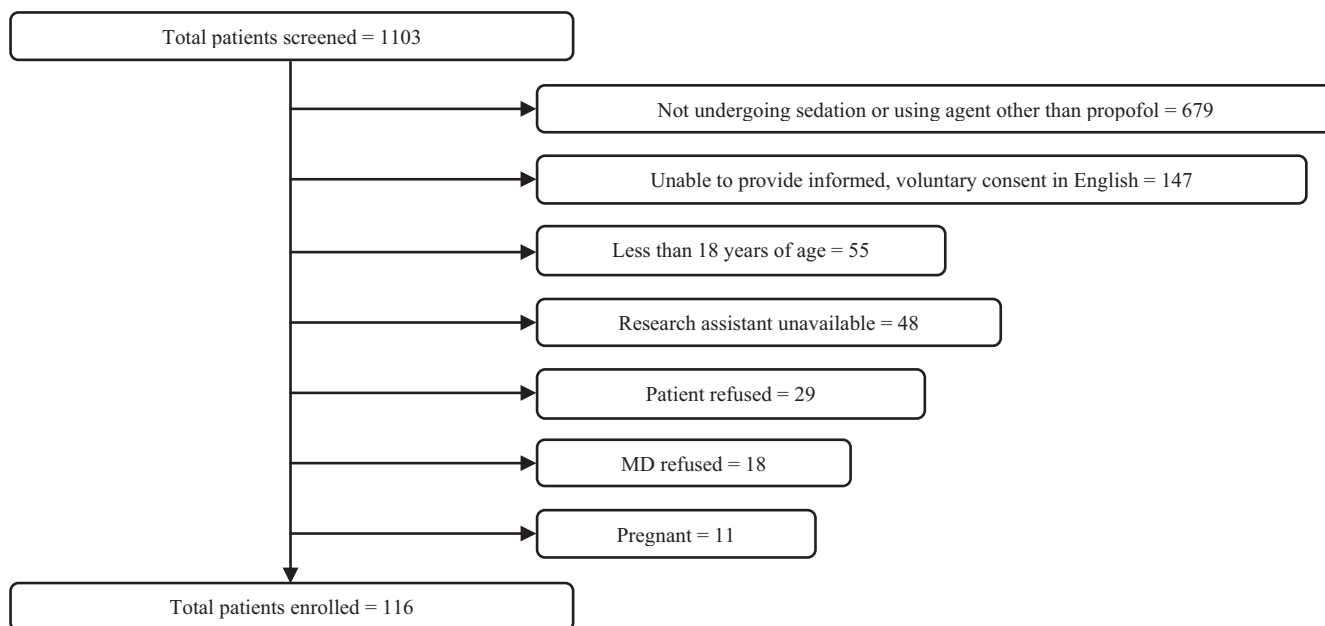 Total patients screened = 1103
Not undergoing sedation or using agent other than propofol = 679
Unable to provide informed, voluntary consent in English = 147
Less than 18 years of age = 55
Research assistant unavailable = 48
Patient refused = 29
MD refused = 18
Pregnant = 11
Total patients enrolled = 116